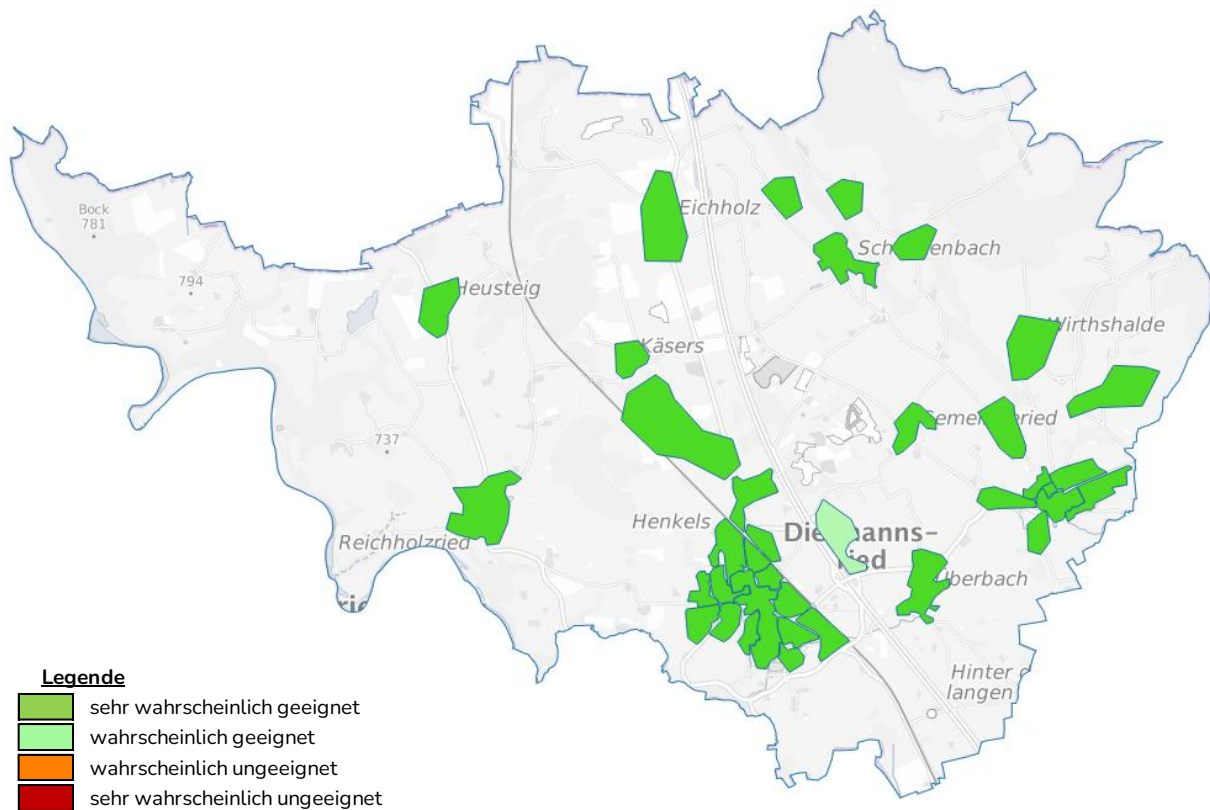 Bock
781
Eichholz
794
Heusteig
Wirthshalde
Käsers
737
Henkels
Reichholzried
Hinter
langen
Legende
sehr wahrscheinlich geeignet
wahrscheinlich geeignet
wahrscheinlich ungeeignet
sehr wahrscheinlich ungeeignet